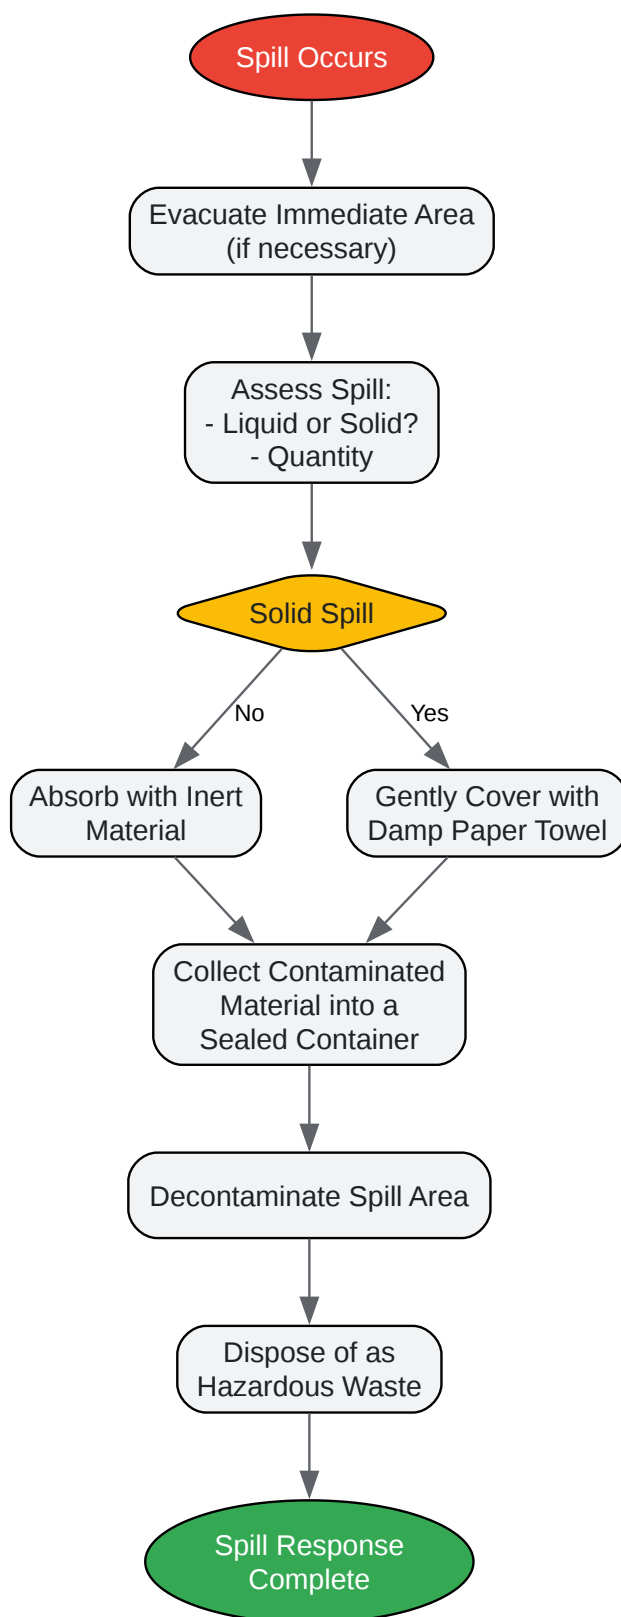 Spill Occurs
Evacuate Immediate Area
(if necessary)
Assess Spill:
- Liquid or Solid?
- Quantity
Solid Spill
No
Yes
Absorb with Inert
Material
Gently Cover with
Damp Paper Towel
Collect Contaminated
Material into a
Sealed Container
Decontaminate Spill Area
Dispose of as
Hazardous Waste
Spill Response
Complete